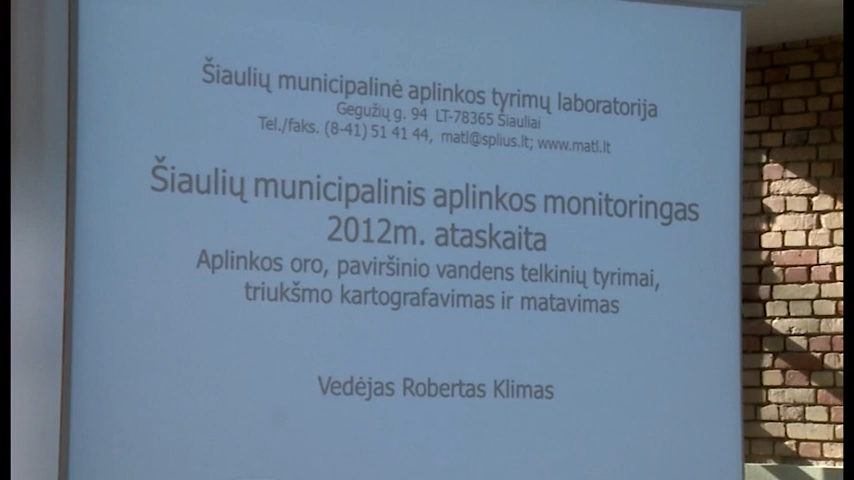 Šiaulių municipalinė aplinkos tyrimų laboratorija
Gegužių g. 94 LT-78365 Šiauliai
Tel./faks. (8-41) 51 41 44, mati@splius.lt; www.mati.lt
Šiaulių municipalinis aplinkos monitoringas
2012m. ataskaita
Aplinkos oro, paviršinio vandens telkinių tyrimai,
triukšmo kartografavimas ir matavimas
Vedėjas Robertas Klimas